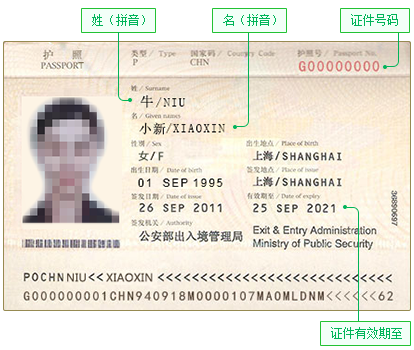 姓（拼音）
名（拼音）
证件号码
护 照
PASSPORT
类型 / Type
P
国家码 / Country Code
CHN
护照号 / Passport No.
G00000000
姓 / Surname
牛/NIU
名 / Given names
小新/XIAOXIN
性别 / Sex
女/F
出生地点 / Place of birth
上海/SHANGHAI
出生日期 / Date of birth
01 SEP 1995
签发地点 / Place of issue
上海/SHANGHAI
签发日期 / Date of issue
26 SEP 2011
有效期至 / Date of expiry
25 SEP 2021
签发机关 / Authority
公安部出入境管理局
Exit & Entry Administration
Ministry of Public Security
POCHNNIU<<XIAOXIN <<<<<<<<<<<<<<<<<<<<<<
G000000001CHN940918M0000107MAOMLDNM<<<<<<62
证件有效期至